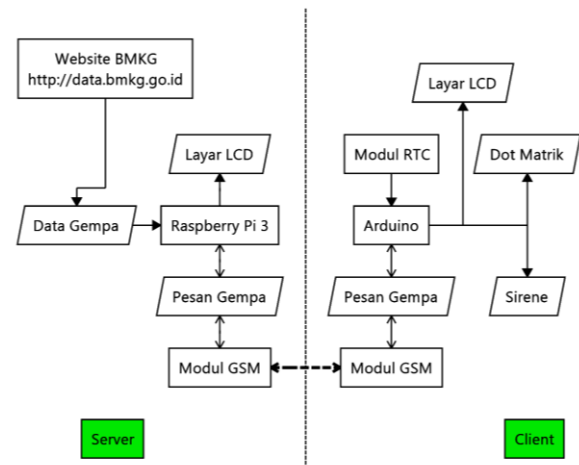 Website BMKG
http://data.bmkg.go.id
Layar LCD
Data Gempa
Raspberry Pi 3
Pesan Gempa
Modul GSM
Server
Layar LCD
Modul RTC
Dot Matrik
Arduino
Pesan Gempa
Sirene
Modul GSM
Client